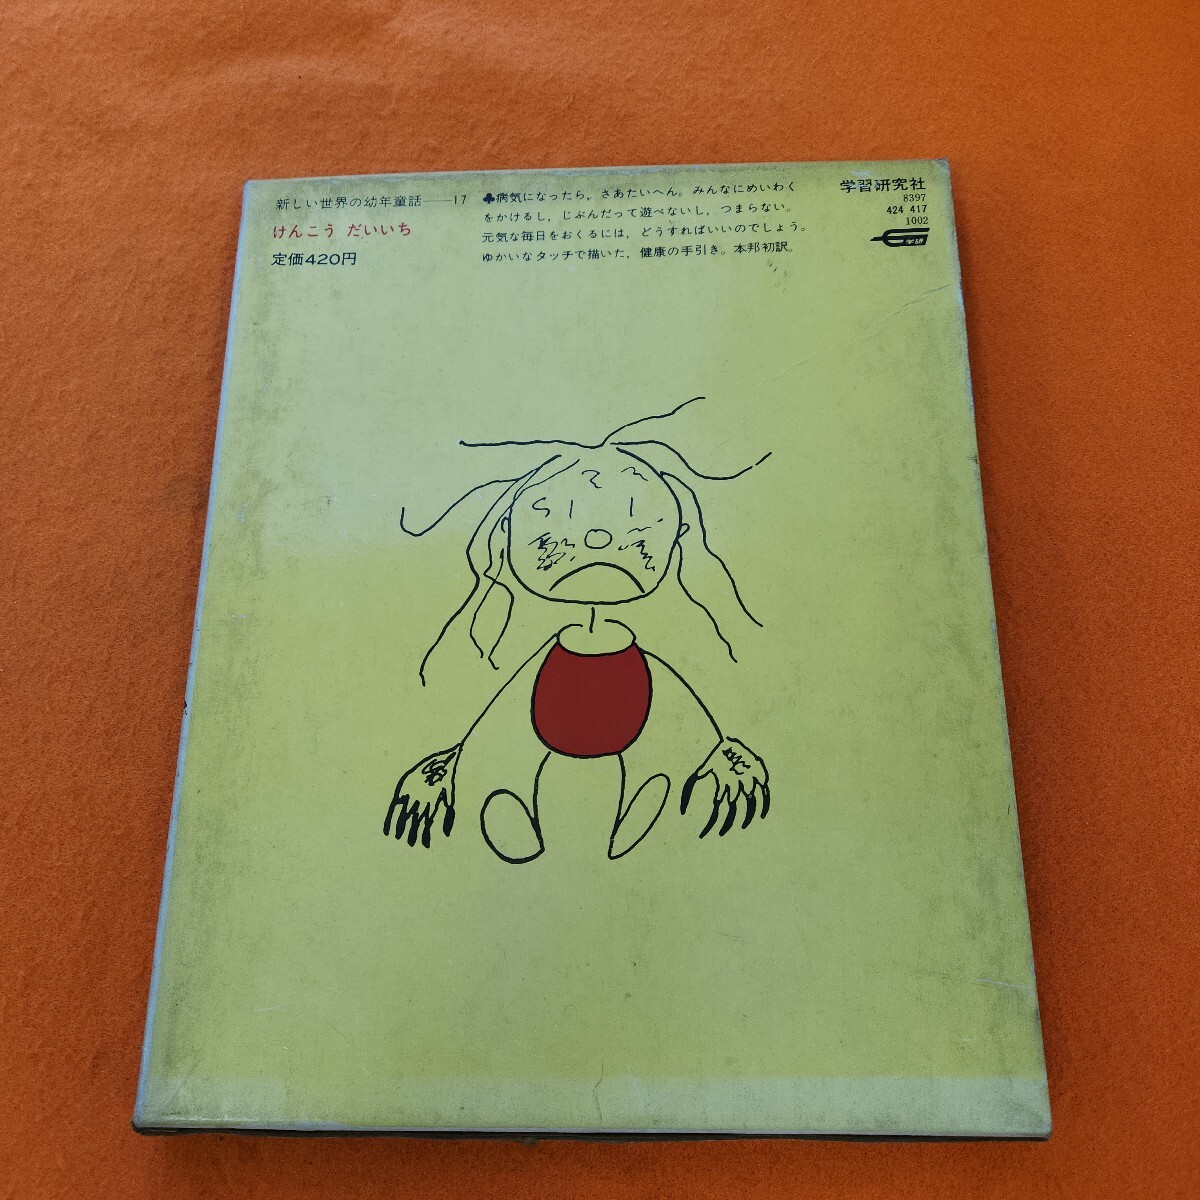 新しい世界の幼年童話――17
けんこう だいいち
定価420円
♣病気になったら，さあたいへん。みんなにめいわく
をかけるし，じぶんだって遊べないし，つまらない。
元気な毎日をおくるには，どうすればいいのでしょう。
ゆかいなタッチで描いた，健康の手引き。本邦初訳。
学習研究社
8397
424 417
1002
学研